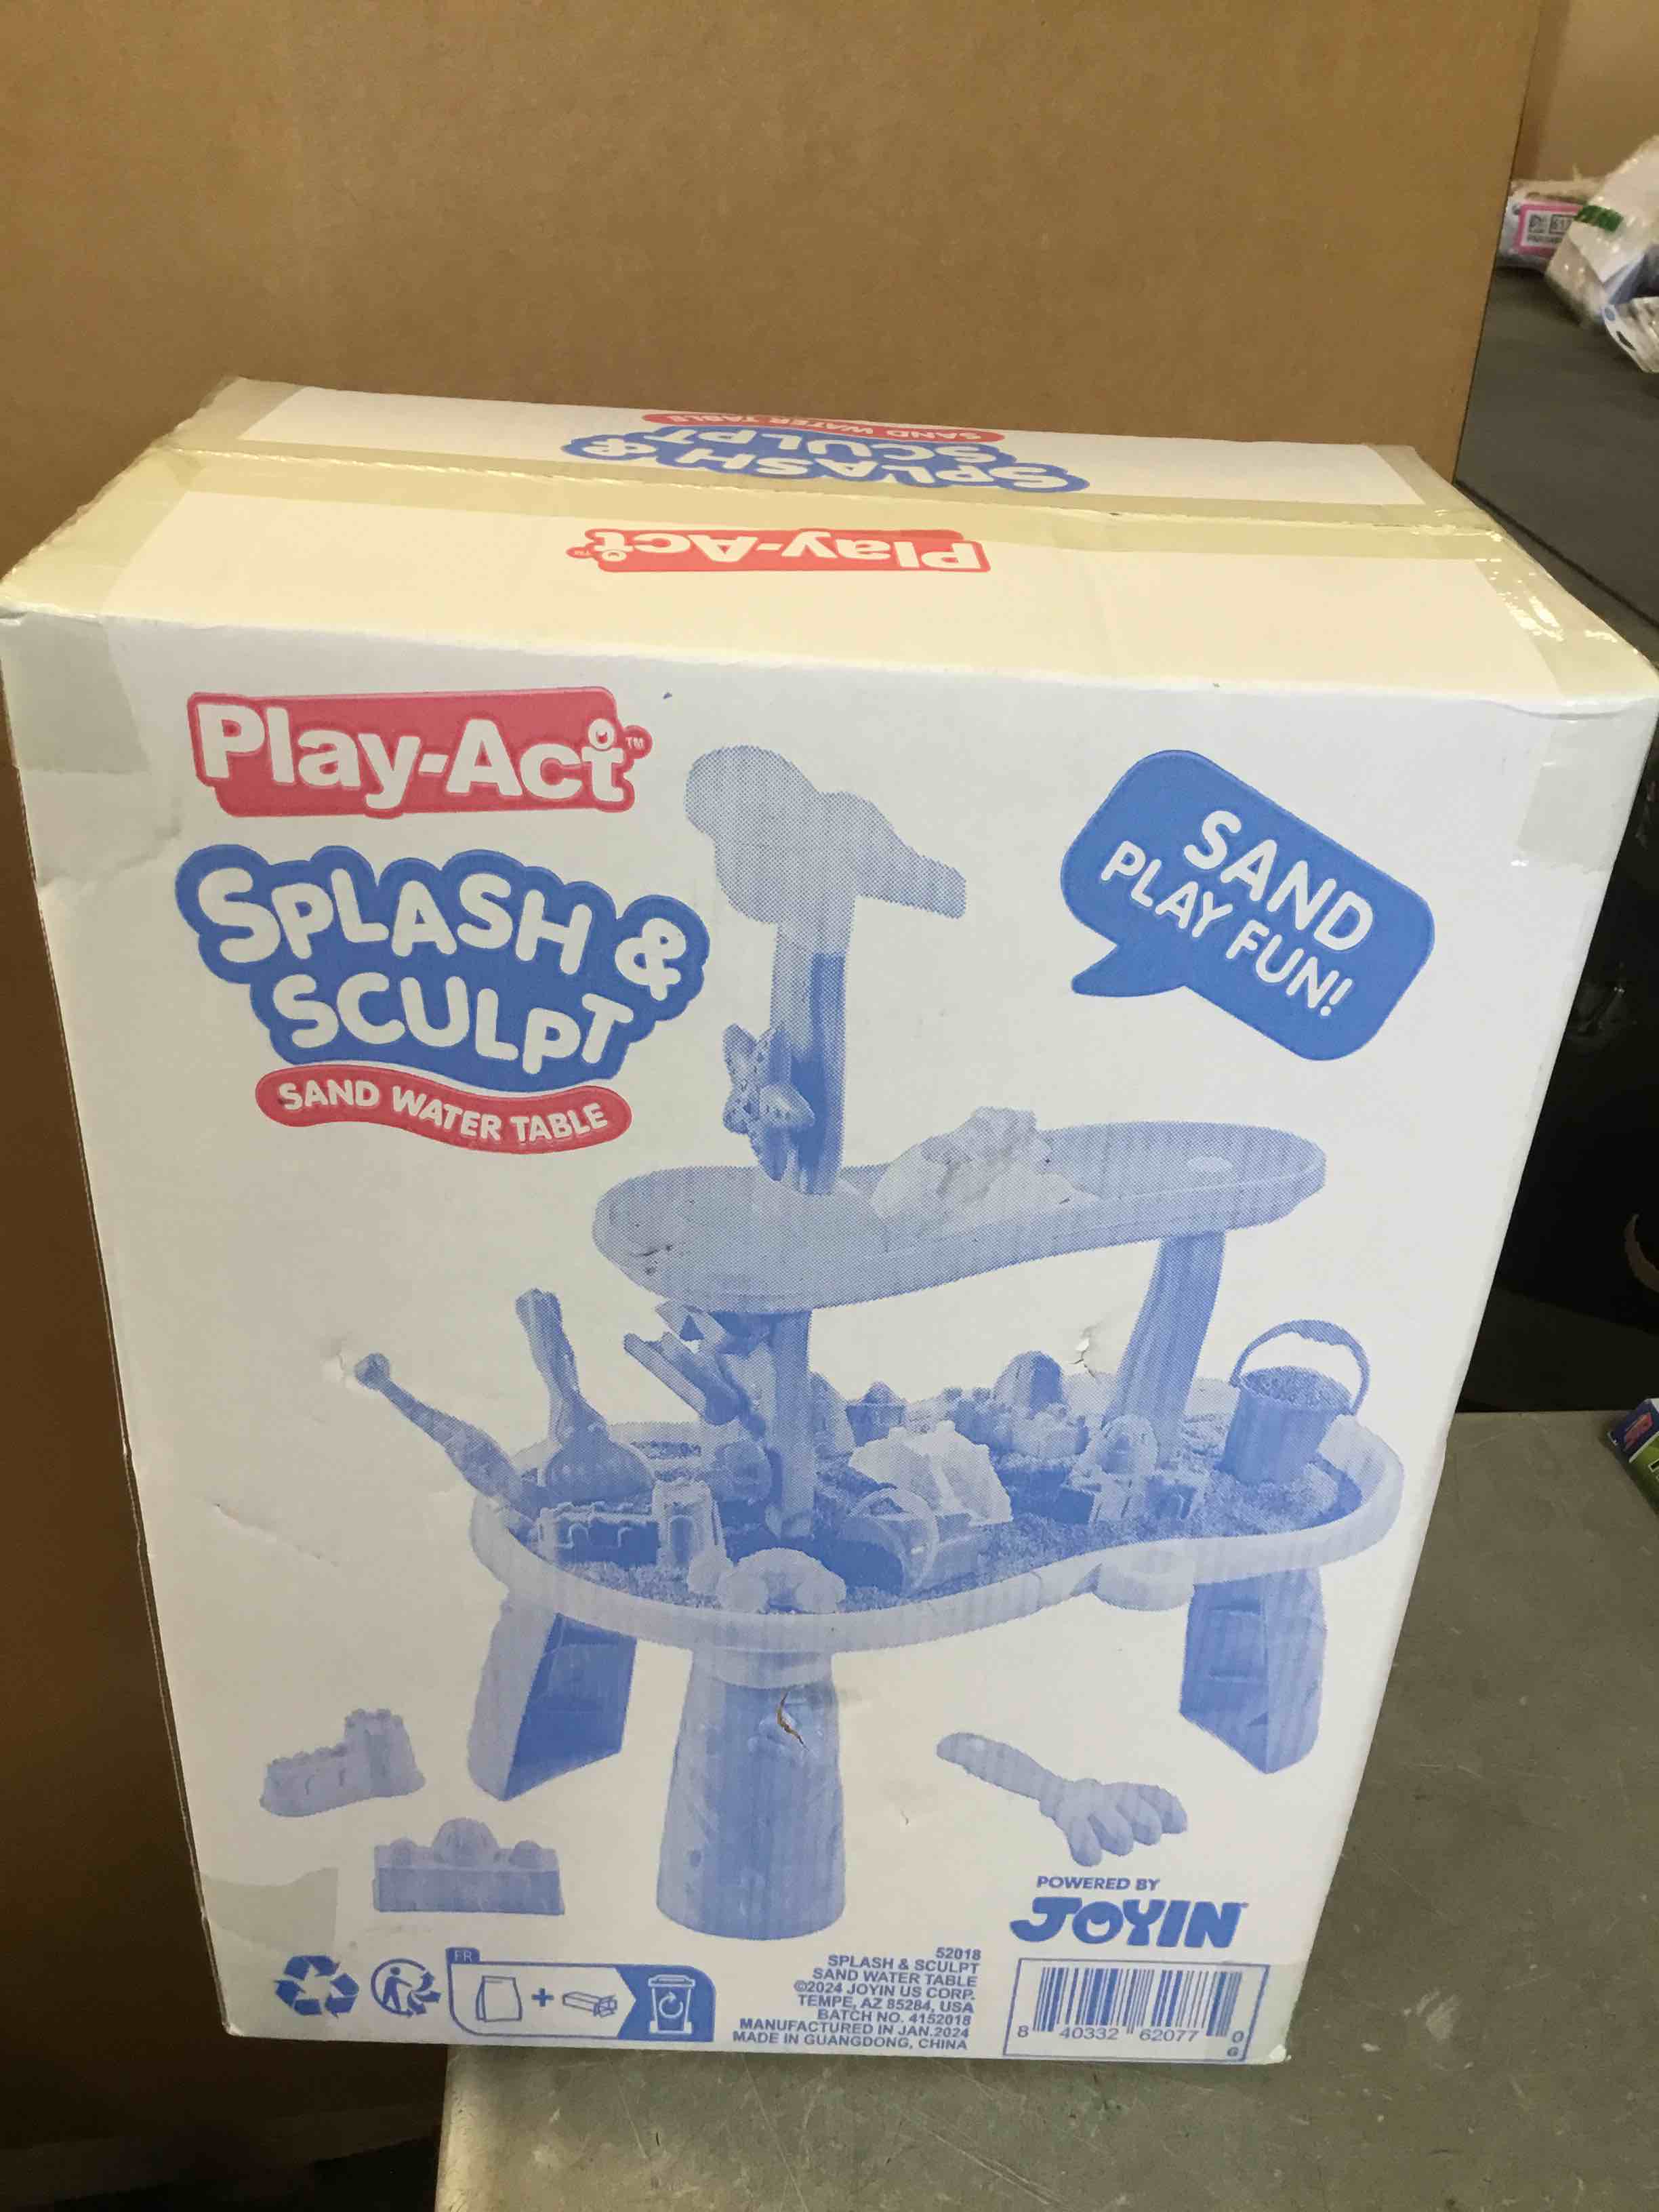 SAND WATER TABLE
SPLASH &
SCULPT
Play-Act
Play-Act™
SPLASH &
SCULPT
SAND WATER TABLE
SAND
PLAY FUN!
POWERED BY
JOYIN
FR
+
52018
SPLASH & SCULPT
SAND WATER TABLE
©2024 JOYIN US CORP.
TEMPE, AZ 85284, USA
BATCH NO. 4152018
MANUFACTURED IN JAN.2024
MADE IN GUANGDONG, CHINA
8 40332 62077 0
G